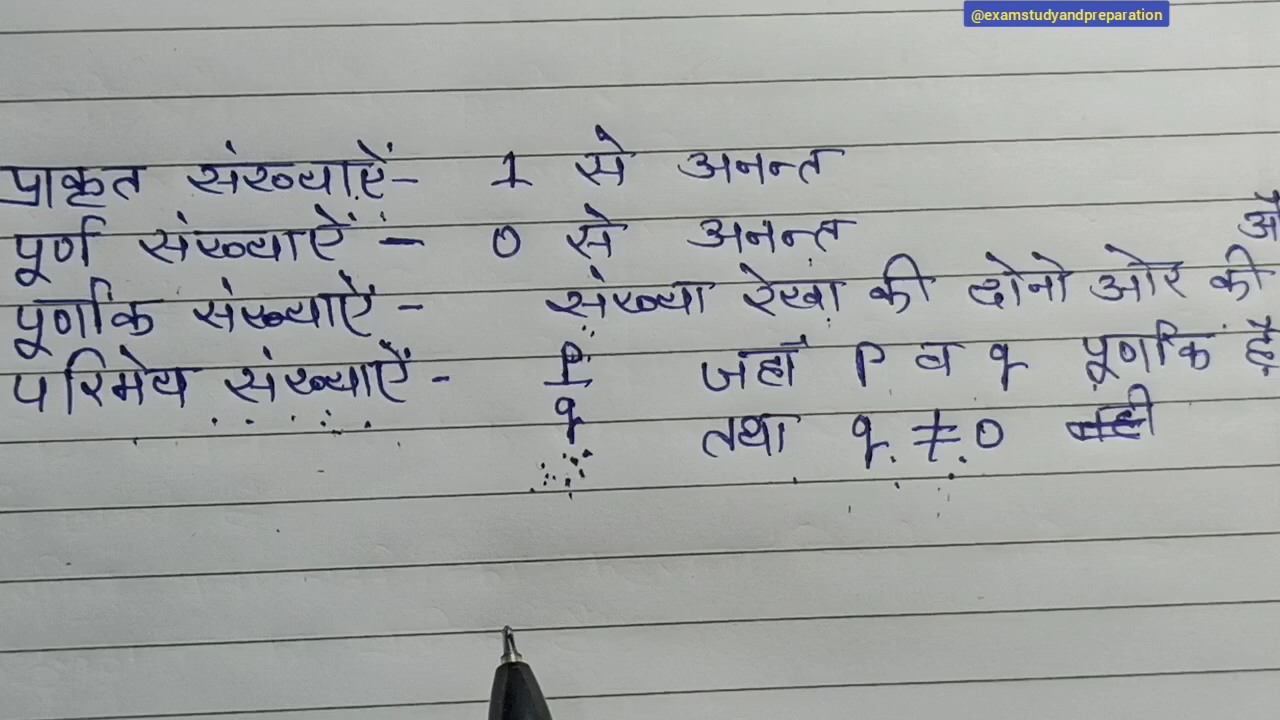 @examstudyandpreparation
प्राकृत संख्याऐं- 1 से अनन्त
पूर्ण संख्याऐं - 0 से अनन्त
पूर्णांक संख्याऐं - संख्या रेखा की दोनो ओर की
परिमेय संख्याऐं - p/q जहाँ P व q पूर्णांक हैं
तथा q ≠ 0